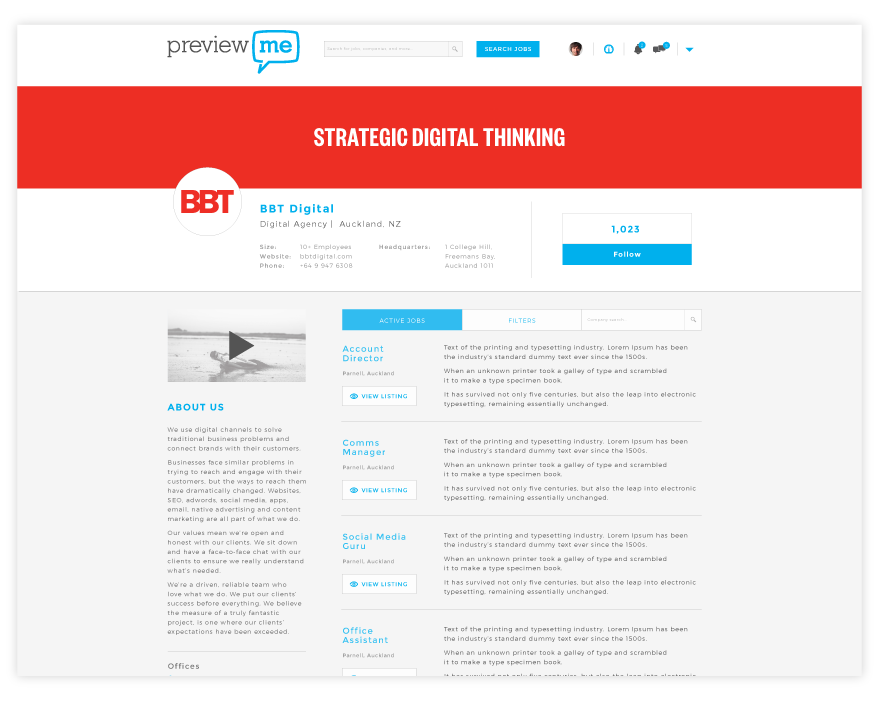 preview me
Search for jobs, companies, and more...
SEARCH JOBS
STRATEGIC DIGITAL THINKING
BBT
BBT Digital
Digital Agency | Auckland, NZ
Size: 10+ Employees
Website: bbtdigital.com
Phone: +64 9 947 6308
Headquarters: 1 College Hill,
Freemans Bay,
Auckland 1011
1,023
Follow
ACTIVE JOBS
FILTERS
Company search
ABOUT US
We use digital channels to solve
traditional business problems and
connect brands with their customers.
Businesses face similar problems in
trying to reach and engage with their
customers, but the ways to reach them
have dramatically changed. Websites,
SEO, adwords, social media, apps,
email, native advertising and content
marketing are all part of what we do.
Our values mean we're open and
honest with our clients. We sit down
and have a face-to-face chat with our
clients to ensure we really understand
what's needed.
We're a driven, reliable team who
love what we do. We put our clients'
success before everything. We believe
the measure of a truly fantastic
project, is one where our clients'
expectations have been exceeded.
Offices
Account
Director
Parnell, Auckland
VIEW LISTING
Text of the printing and typesetting industry. Lorem Ipsum has been
the industry's standard dummy text ever since the 1500s.
When an unknown printer took a galley of type and scrambled
it to make a type specimen book.
It has survived not only five centuries, but also the leap into electronic
typesetting, remaining essentially unchanged.
Comms
Manager
Parnell, Auckland
VIEW LISTING
Text of the printing and typesetting industry. Lorem Ipsum has been
the industry's standard dummy text ever since the 1500s.
When an unknown printer took a galley of type and scrambled
it to make a type specimen book.
It has survived not only five centuries, but also the leap into electronic
typesetting, remaining essentially unchanged.
Social Media
Guru
Parnell, Auckland
VIEW LISTING
Text of the printing and typesetting industry. Lorem Ipsum has been
the industry's standard dummy text ever since the 1500s.
When an unknown printer took a galley of type and scrambled
it to make a type specimen book.
It has survived not only five centuries, but also the leap into electronic
typesetting, remaining essentially unchanged.
Office
Assistant
Parnell, Auckland
Text of the printing and typesetting industry. Lorem Ipsum has been
the industry's standard dummy text ever since the 1500s.
When an unknown printer took a galley of type and scrambled
it to make a type specimen book.
It has survived not only five centuries, but also the leap into electronic